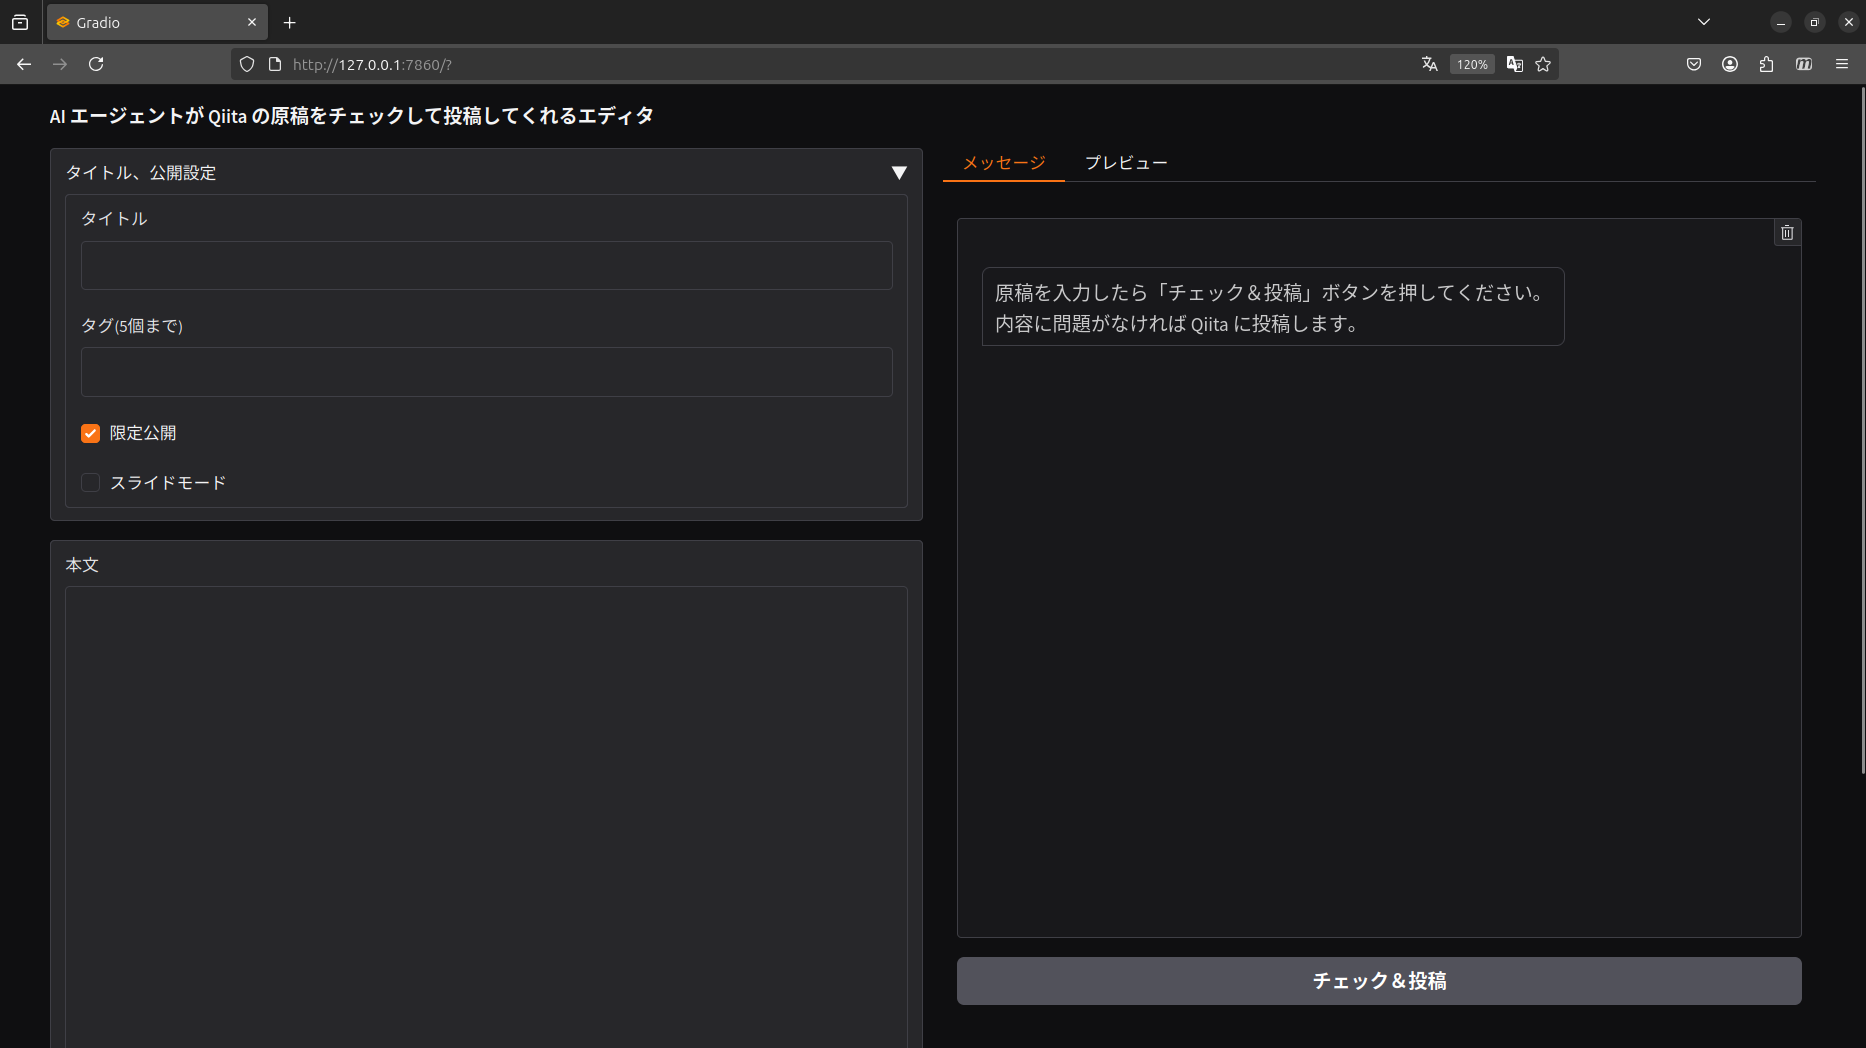 Gradio
http://127.0.0.1:7860/?
120%
AI エージェントが Qiita の原稿をチェックして投稿してくれるエディタ
タイトル、公開設定
タイトル
タグ(5個まで)
限定公開
スライドモード
本文
メッセージ
プレビュー
原稿を入力したら「チェック＆投稿」ボタンを押してください。
内容に問題がなければ Qiita に投稿します。
チェック＆投稿